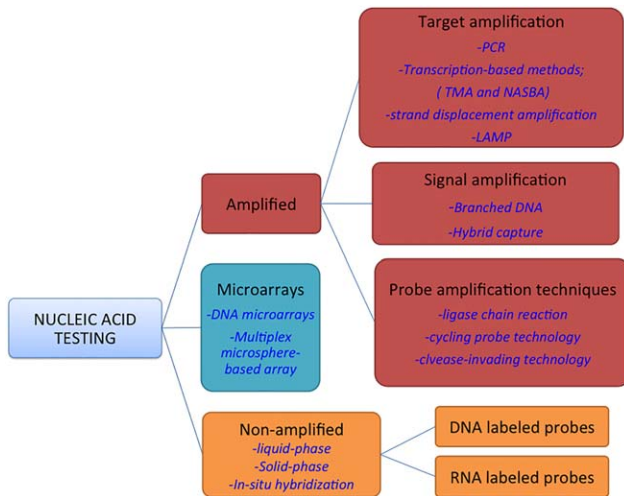 Target amplification
-PCR
-Transcription-based methods;
( TMA and NASBA)
-strand displacement amplification
-LAMP
Signal amplification
-Branched DNA
-Hybrid capture
Amplified
Probe amplification techniques
-ligase chain reaction
-cycling probe technology
-clvease-invading technology
Microarrays
-DNA microarrays
-Multiplex
microsphere-
based array
NUCLEIC ACID
TESTING
Non-amplified
-liquid-phase
-Solid-phase
-In-situ hybridization
DNA labeled probes
RNA labeled probes